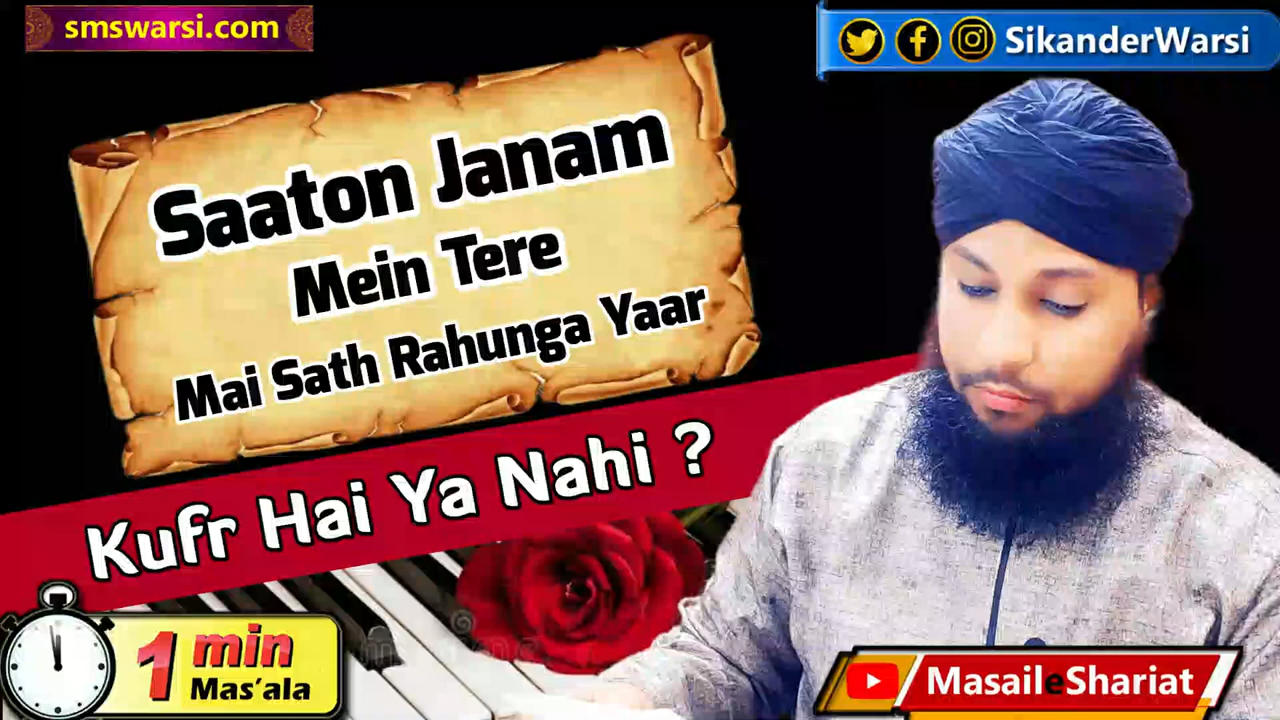 smswarsi.com
SikanderWarsi
Saaton Janam
Mein Tere
Mai Sath Rahunga Yaar
Kufr Hai Ya Nahi ?
1 min
Mas'ala
MasaileShariat